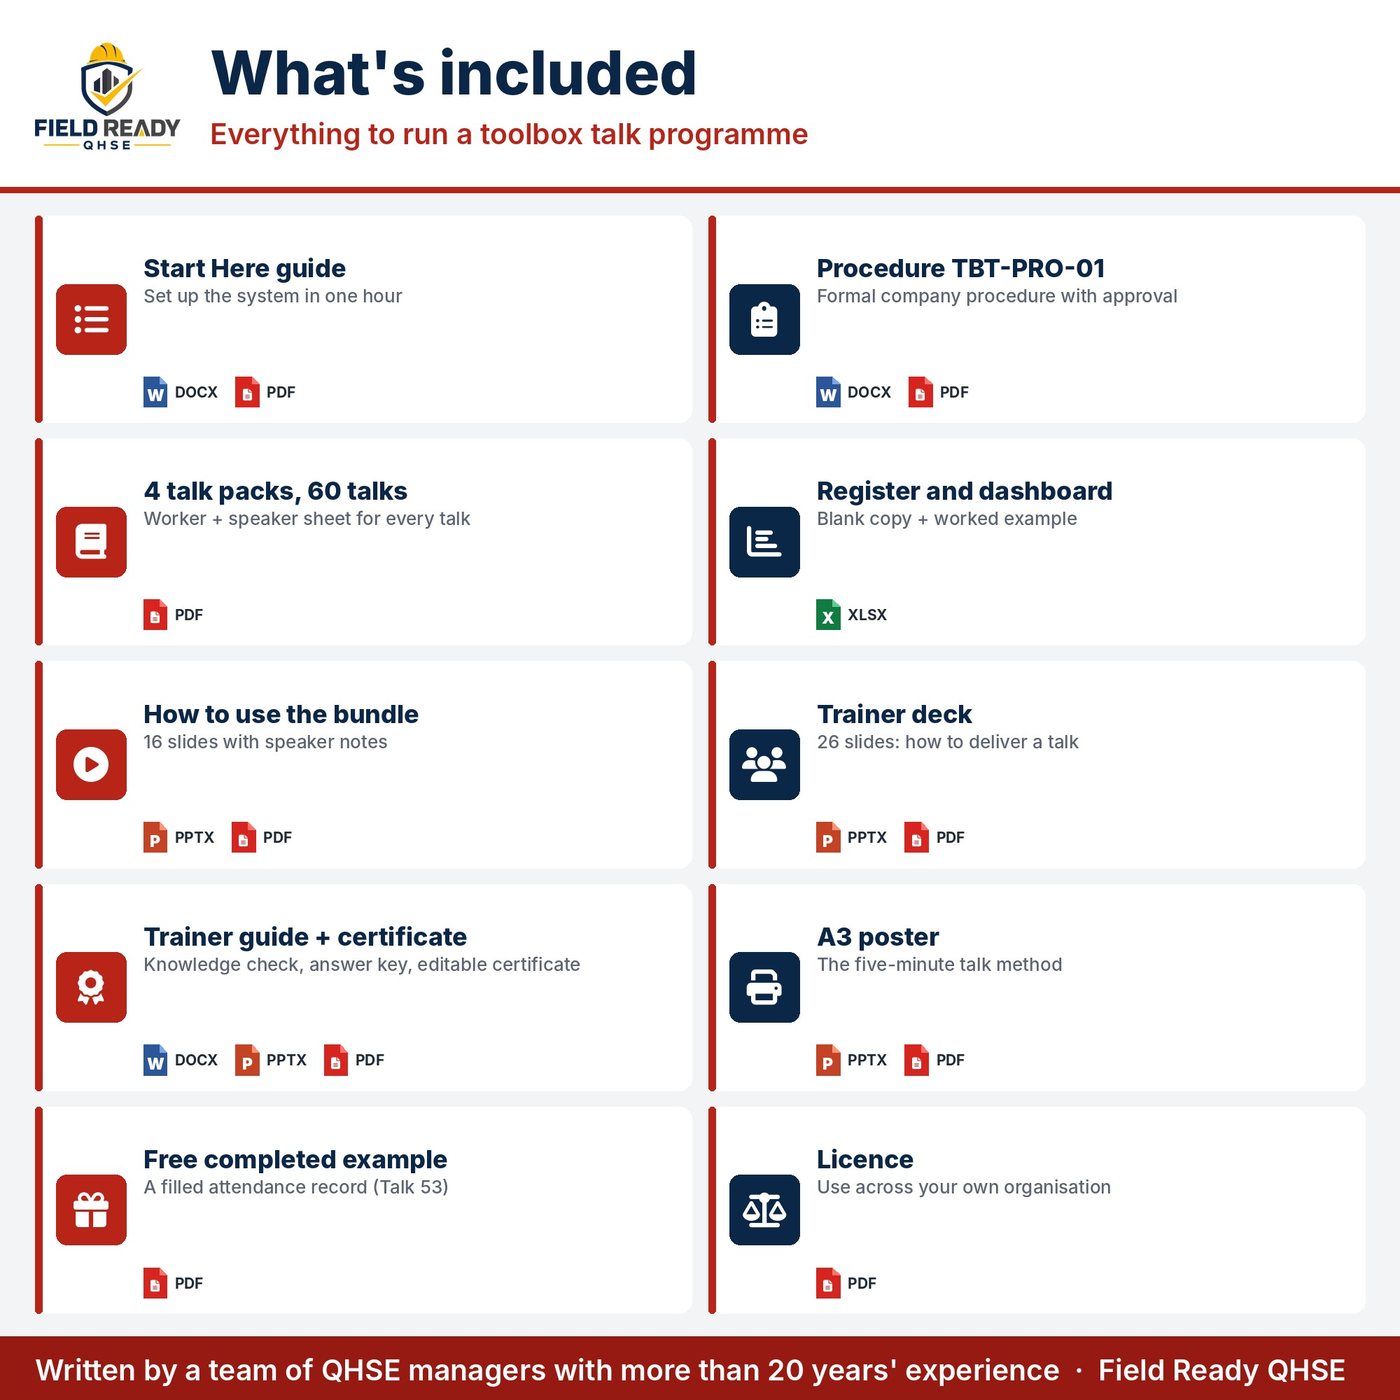 FIELD READY
QHSE
What's included
Everything to run a toolbox talk programme
Start Here guide
Set up the system in one hour
W DOCX PDF
Procedure TBT-PRO-01
Formal company procedure with approval
W DOCX PDF
4 talk packs, 60 talks
Worker + speaker sheet for every talk
PDF
Register and dashboard
Blank copy + worked example
X XLSX
How to use the bundle
16 slides with speaker notes
P PPTX PDF
Trainer deck
26 slides: how to deliver a talk
P PPTX PDF
Trainer guide + certificate
Knowledge check, answer key, editable certificate
W DOCX P PPTX PDF
A3 poster
The five-minute talk method
P PPTX PDF
Free completed example
A filled attendance record (Talk 53)
PDF
Licence
Use across your own organisation
PDF
Written by a team of QHSE managers with more than 20 years' experience · Field Ready QHSE